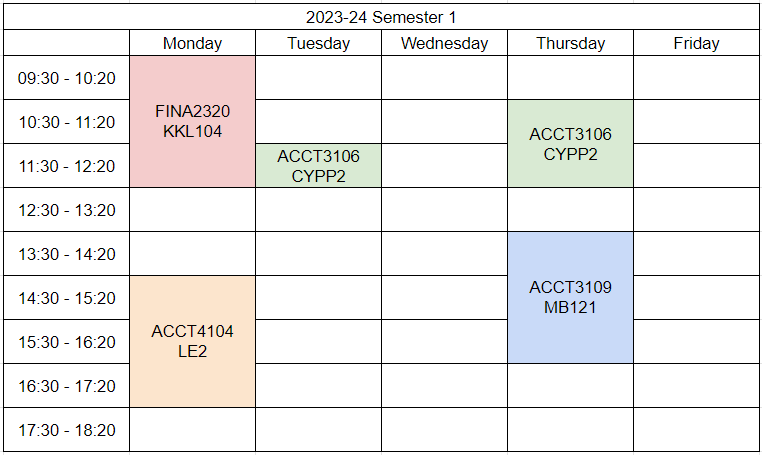 2023-24 Semester 1
Monday Tuesday Wednesday Thursday Friday
09:30 - 10:20
FINA2320
KKL104
10:30 - 11:20
ACCT3106
CYPP2
11:30 - 12:20
ACCT3106
CYPP2
12:30 - 13:20
13:30 - 14:20
ACCT3109
MB121
14:30 - 15:20
ACCT4104
LE2
15:30 - 16:20
16:30 - 17:20
17:30 - 18:20